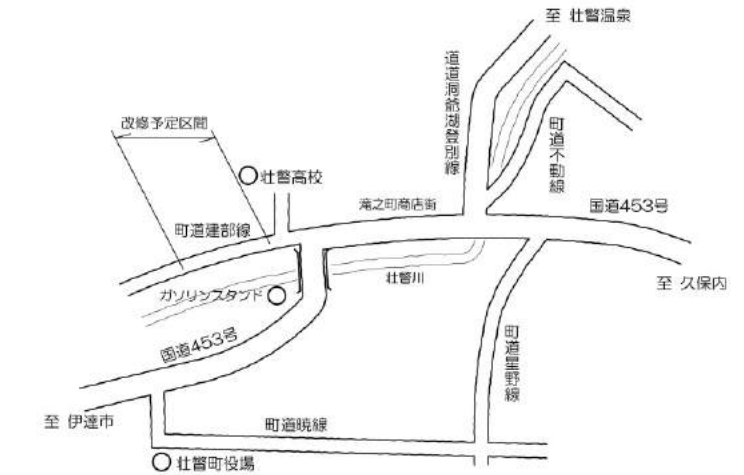 至 壮瞥温泉
道道洞爺湖登別線
町道不動線
改修予定区間
壮瞥高校
滝之町商店街
国道453号
町道建部線
至 久保内
壮瞥川
ガソリンスタンド
国道453号
町道星野線
至 伊達市
町道暁線
壮瞥町役場